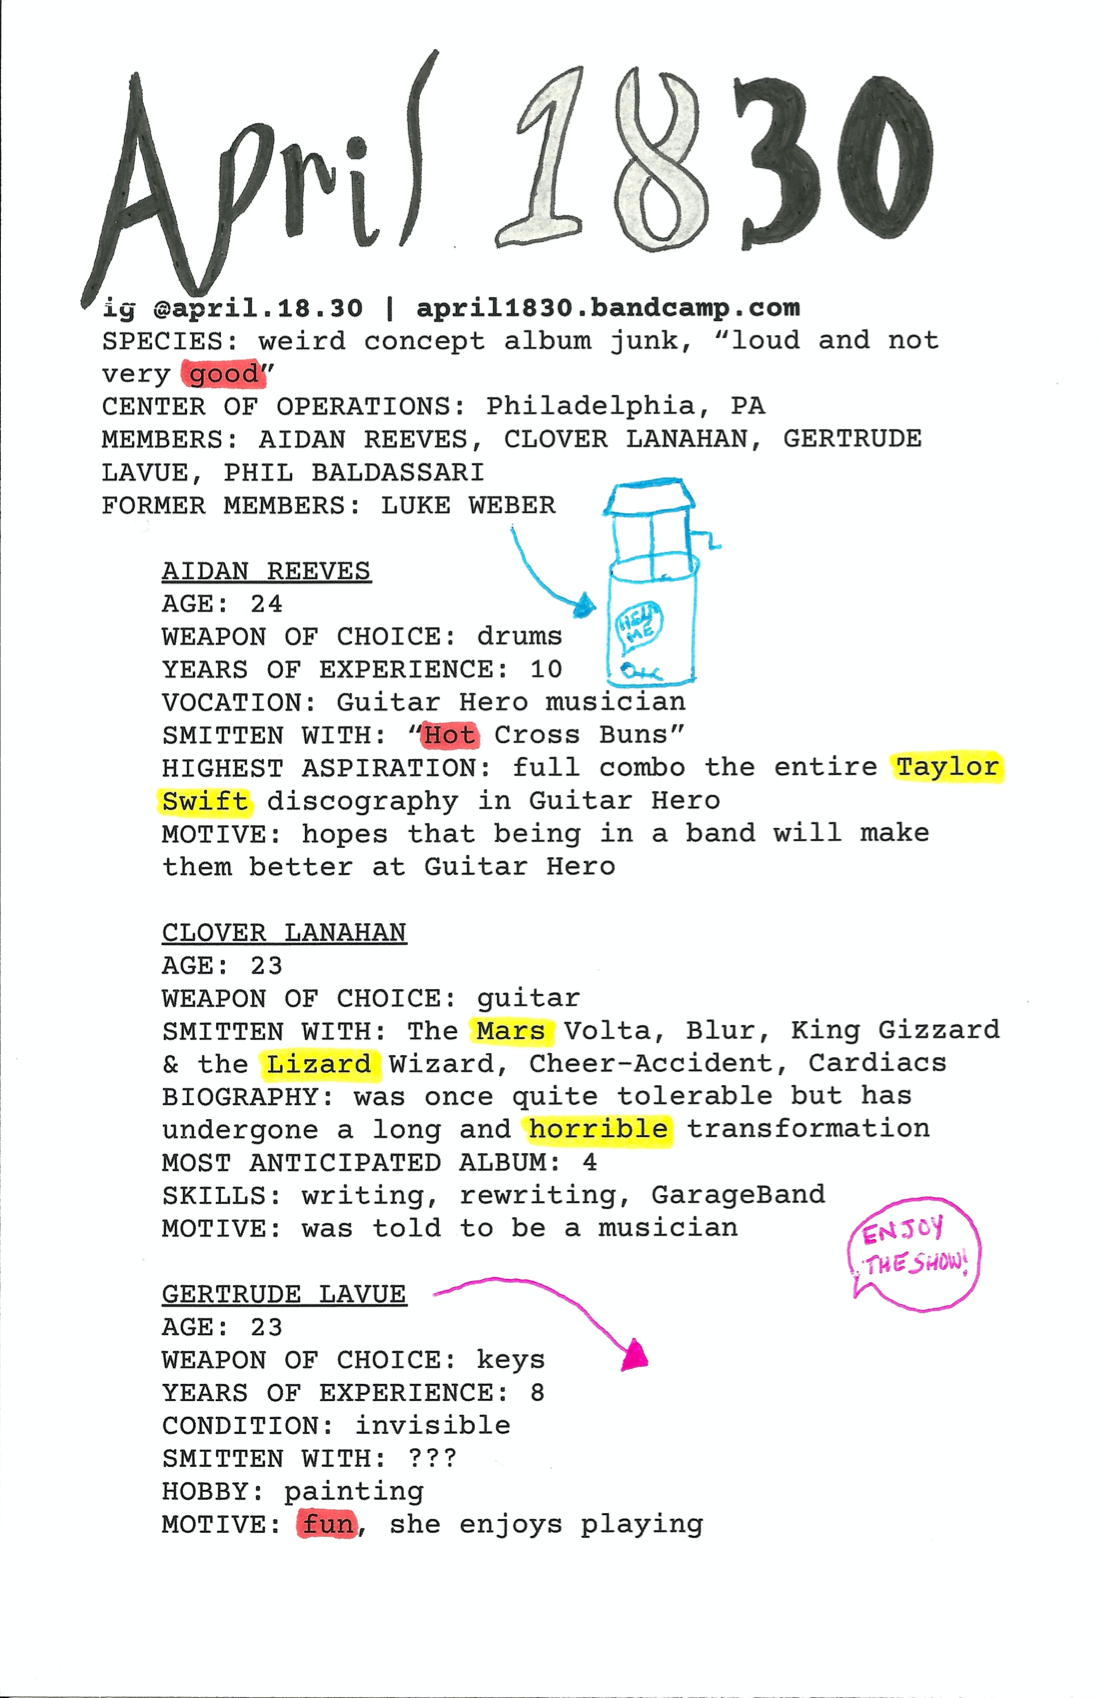 April 1830
ig @april.18.30 | april1830.bandcamp.com
SPECIES: weird concept album junk, “loud and not
very good”
CENTER OF OPERATIONS: Philadelphia, PA
MEMBERS: AIDAN REEVES, CLOVER LANAHAN, GERTRUDE
LAVUE, PHIL BALDASSARI
FORMER MEMBERS: LUKE WEBER
AIDAN REEVES
AGE: 24
WEAPON OF CHOICE: drums
HELP
ME
YEARS OF EXPERIENCE: 10
VOCATION: Guitar Hero musician
SMITTEN WITH: “Hot Cross Buns”
HIGHEST ASPIRATION: full combo the entire Taylor
Swift discography in Guitar Hero
MOTIVE: hopes that being in a band will make
them better at Guitar Hero
CLOVER LANAHAN
AGE: 23
WEAPON OF CHOICE: guitar
SMITTEN WITH: The Mars Volta, Blur, King Gizzard
& the Lizard Wizard, Cheer-Accident, Cardiacs
BIOGRAPHY: was once quite tolerable but has
undergone a long and horrible transformation
MOST ANTICIPATED ALBUM: 4
SKILLS: writing, rewriting, GarageBand
MOTIVE: was told to be a musician
ENJOY
THE SHOW!
GERTRUDE LAVUE
AGE: 23
WEAPON OF CHOICE: keys
YEARS OF EXPERIENCE: 8
CONDITION: invisible
SMITTEN WITH: ???
HOBBY: painting
MOTIVE: fun, she enjoys playing